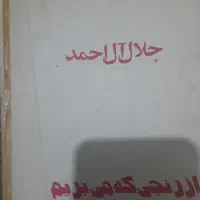 جلال آل احمد
از رنجی که می بریم